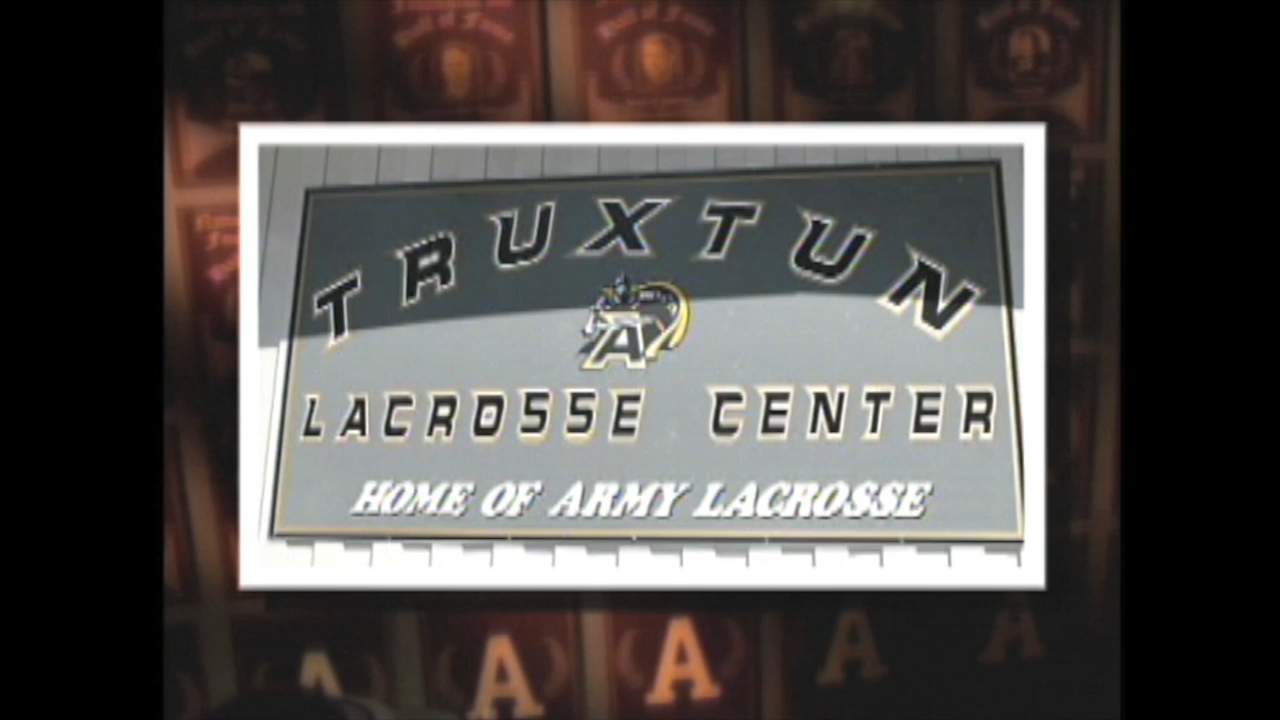 TRUXTUN
A
LACROSSE CENTER
HOME OF ARMY LACROSSE
A A A A A